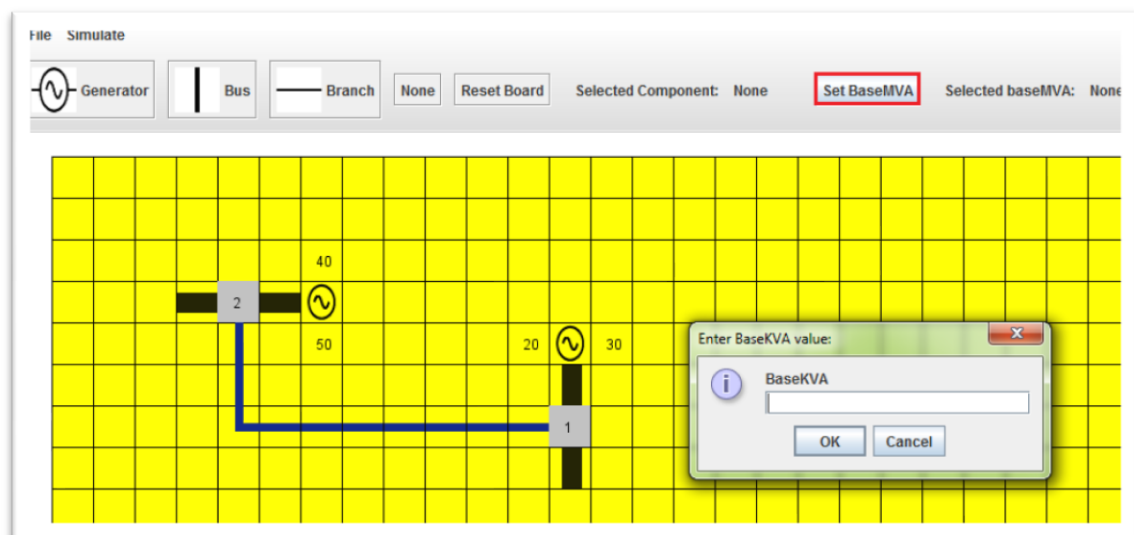 File Simulate
Generator Bus Branch None Reset Board Selected Component: None Set BaseMVA Selected baseMVA: None
40
2
50
20 30
Enter BaseKVA value:
i BaseKVA
1
OK Cancel